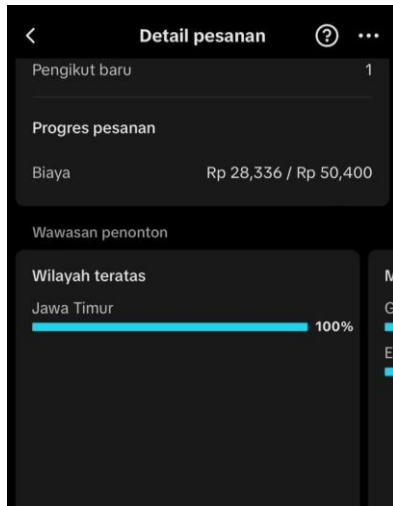 Detail pesanan
Pengikut baru 1
Progres pesanan
Biaya Rp 28,336 / Rp 50,400
Wawasan penonton
Wilayah teratas
Jawa Timur
100%